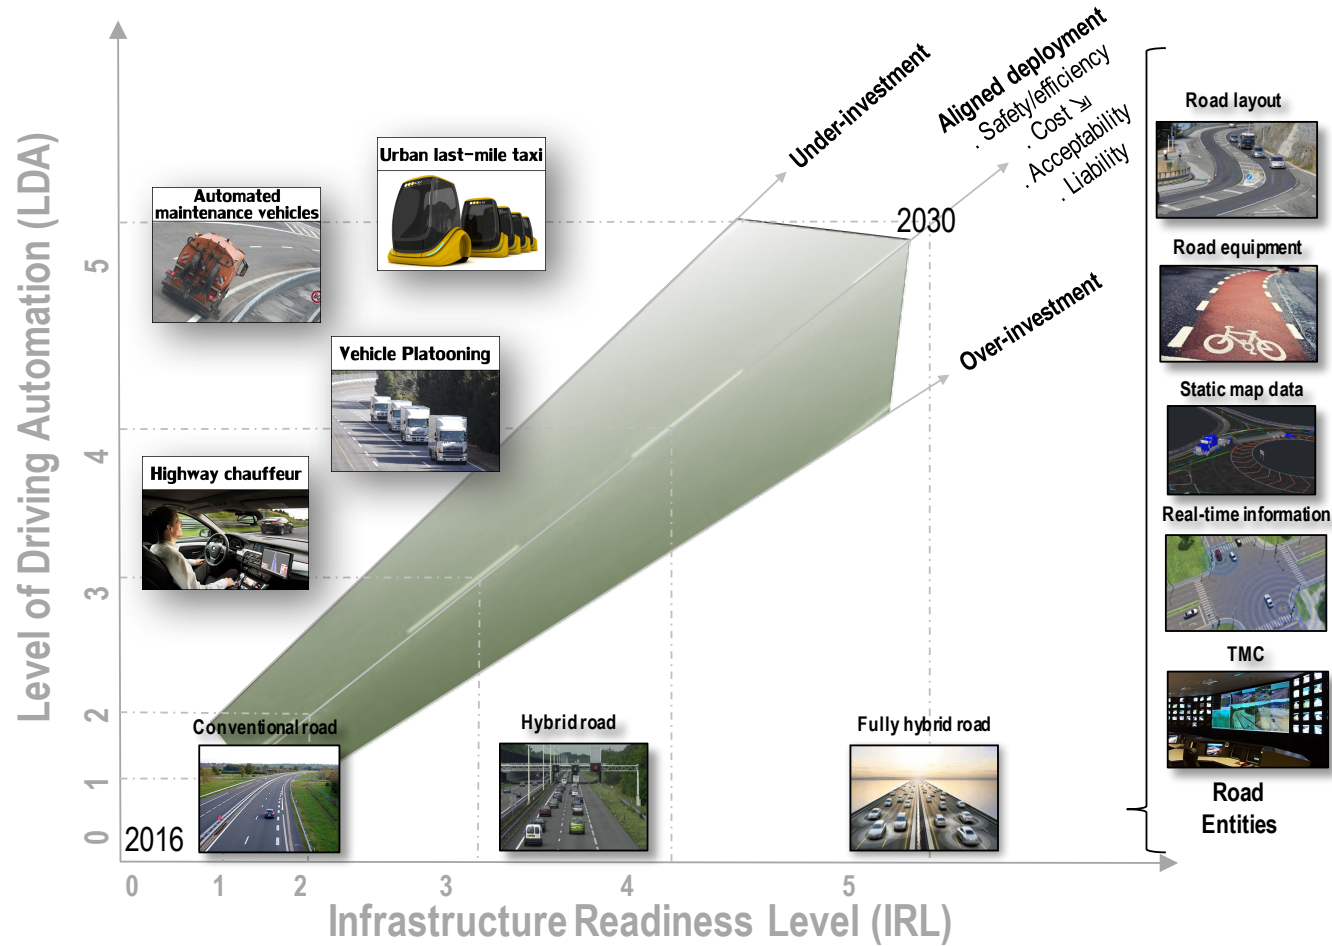 Level of Driving Automation (LDA)
5
4
3
2
1
0
Automated
maintenance vehicles
Urban last-mile taxi
Vehicle Platooning
Highway chauffeur
Under-investment
Aligned deployment
. Safety/efficiency
. Cost ↘
. Acceptability
. Liability
2030
Over-investment
Conventional road
Hybrid road
Fully hybrid road
2016
0 1 2 3 4 5
Infrastructure Readiness Level (IRL)
Road layout
Road equipment
Static map data
Real-time information
TMC
Road
Entities